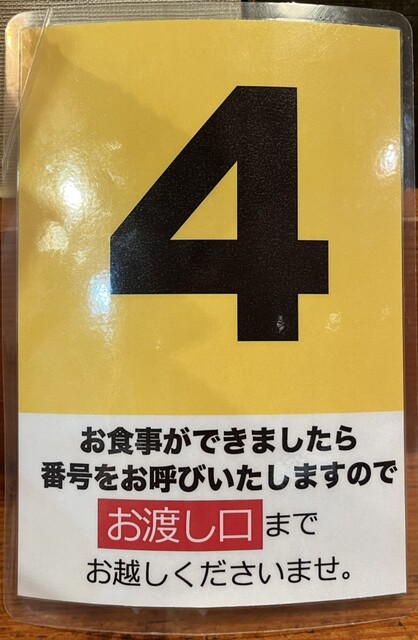 4
お食事ができましたら
番号をお呼びいたしますので
お渡し口まで
お越しくださいませ。